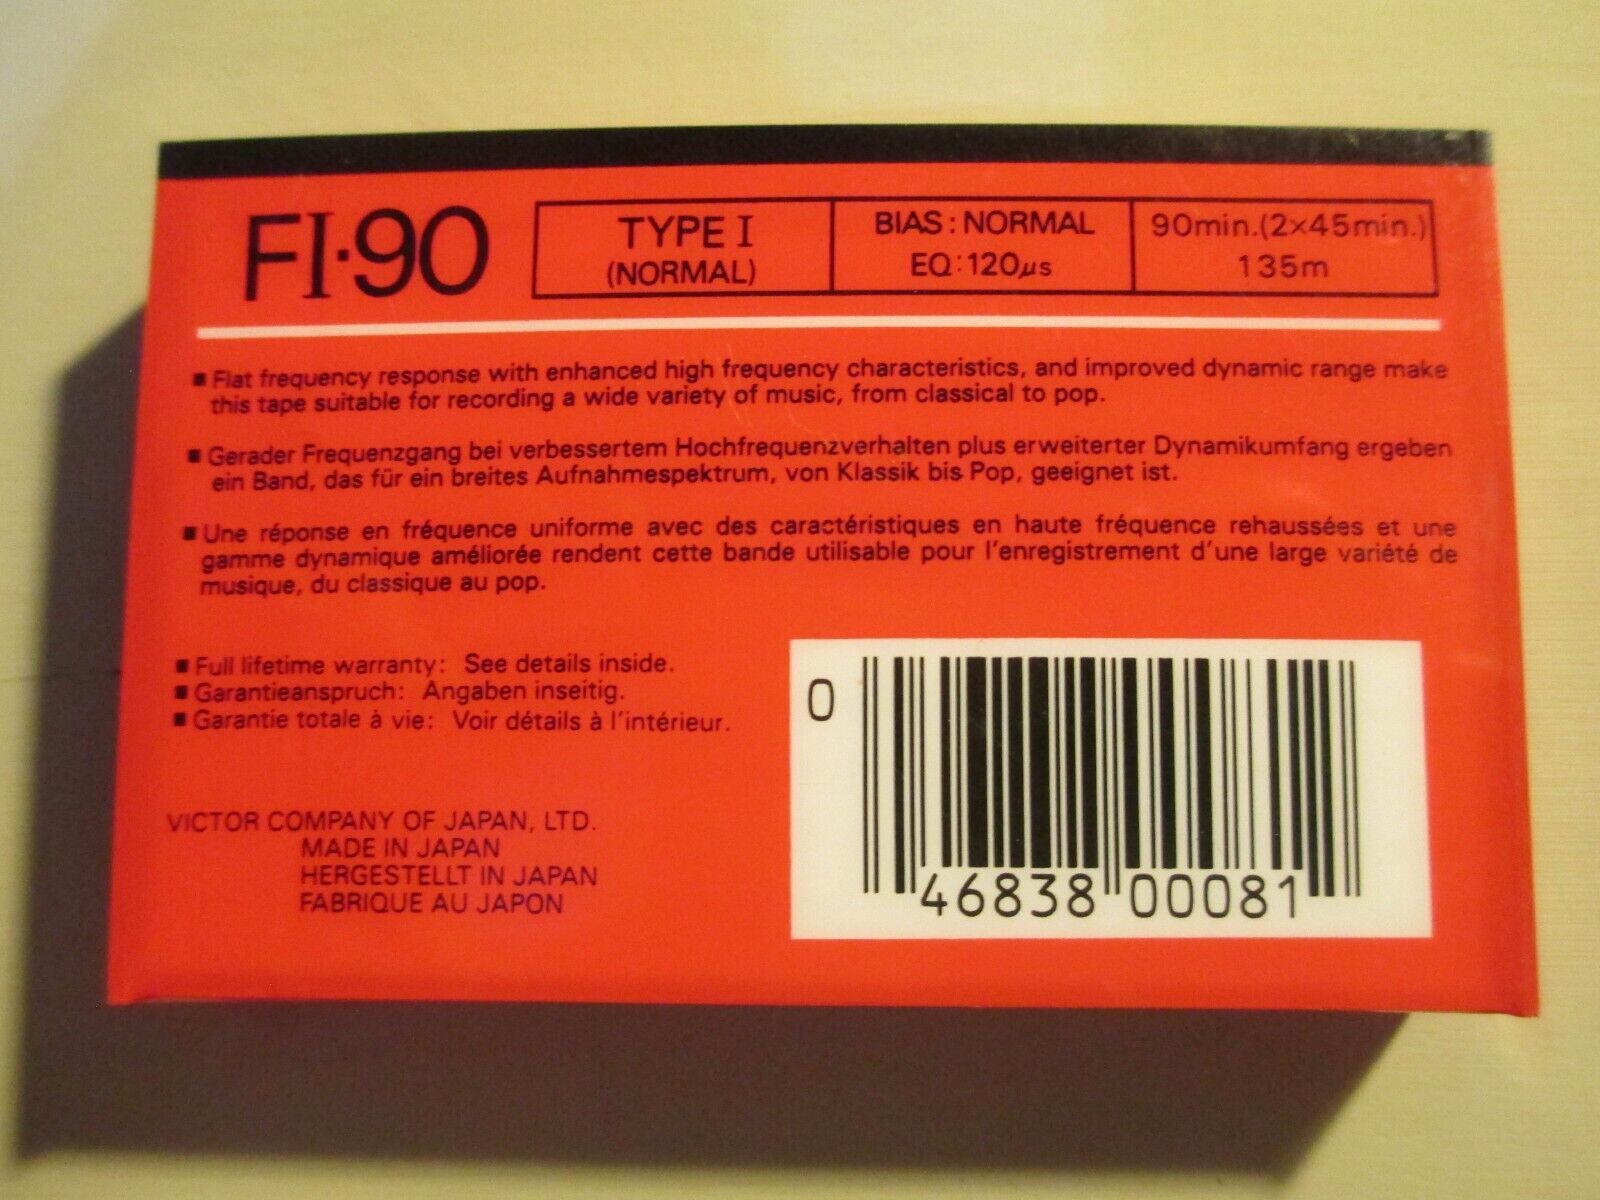 FI·90
TYPE I
(NORMAL)
BIAS : NORMAL
EQ : 120µs
90min.(2×45min.)
135m
■ Flat frequency response with enhanced high frequency characteristics, and improved dynamic range make
this tape suitable for recording a wide variety of music, from classical to pop.
■ Gerader Frequenzgang bei verbessertem Hochfrequenzverhalten plus erweiterter Dynamikumfang ergeben
ein Band, das für ein breites Aufnahmespektrum, von Klassik bis Pop, geeignet ist.
■ Une réponse en fréquence uniforme avec des caractéristiques en haute fréquence rehaussées et une
gamme dynamique améliorée rendent cette bande utilisable pour l'enregistrement d'une large variété de
musique, du classique au pop.
■ Full lifetime warranty: See details inside.
■ Garantieanspruch: Angaben inseitig.
■ Garantie totale à vie: Voir détails à l'intérieur.
VICTOR COMPANY OF JAPAN, LTD.
MADE IN JAPAN
HERGESTELLT IN JAPAN
FABRIQUE AU JAPON
0 46838 00081